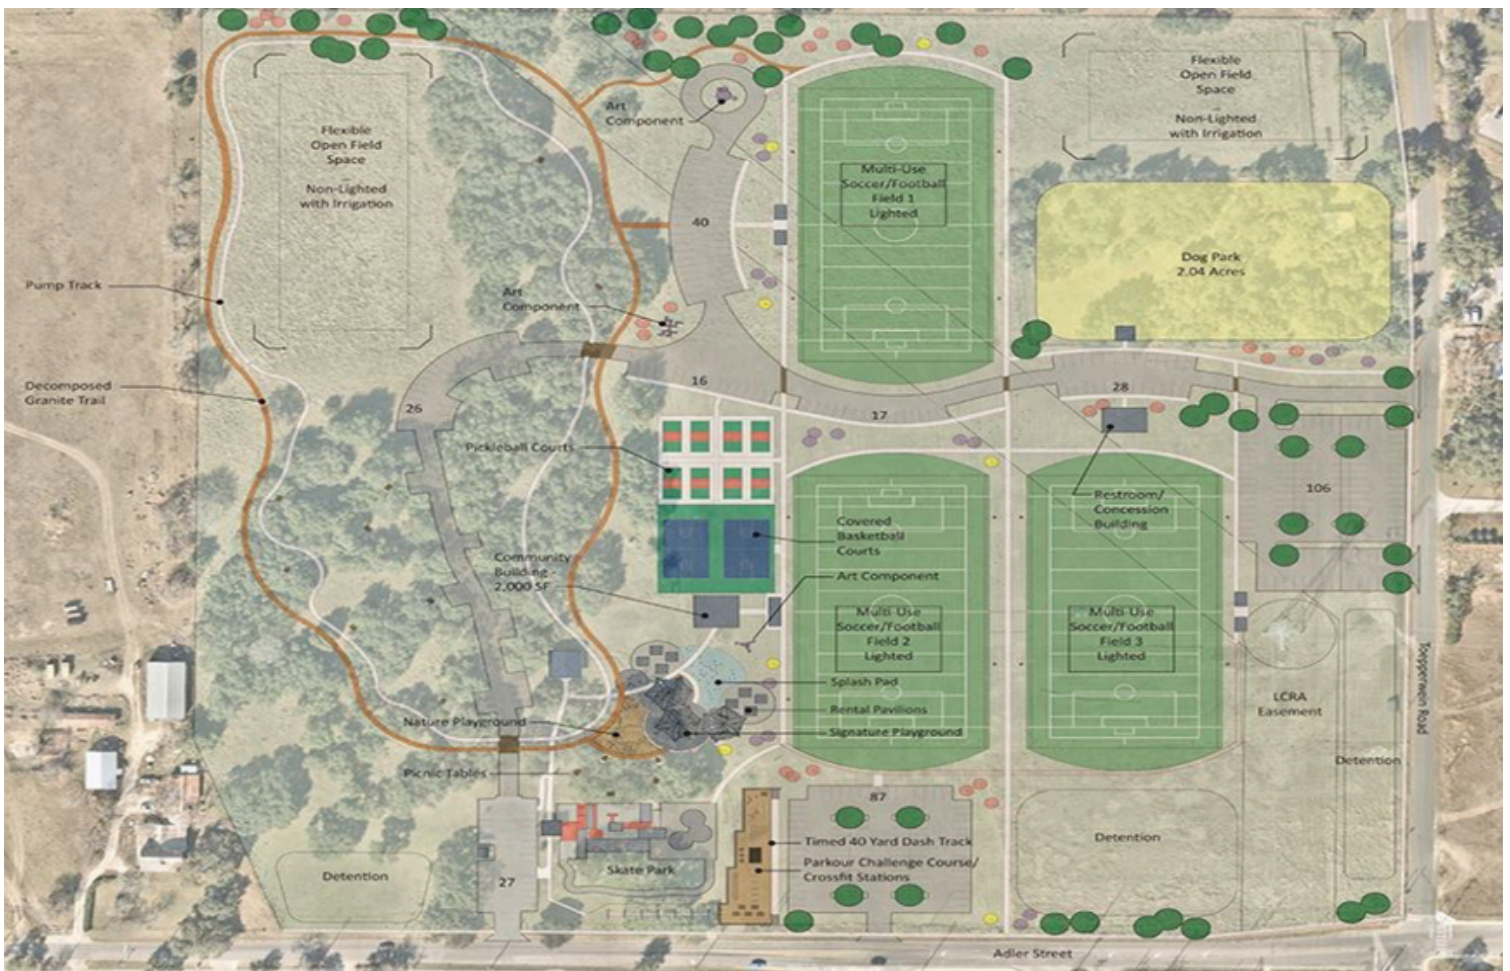 Flexible
Open Field
Space
–
Non-Lighted
with Irrigation
Art
Component
Multi-Use
Soccer/Football
Field 1
Lighted
Flexible
Open Field
Space
–
Non-Lighted
with Irrigation
40
Dog Park
2.04 Acres
Pump Track
Art
Component
Decomposed
Granite Trail
16
26
17
28
Pickleball Courts
Restroom/
Concession
Building
106
Covered
Basketball
Courts
Community
Building -
2,000 SF
Art Component
Multi-Use
Soccer/Football
Field 2
Lighted
Multi-Use
Soccer/Football
Field 3
Lighted
Splash Pad
Rental Pavilions
Signature Playground
Nature Playground
Picnic Tables
LCRA
Easement
Toepperwein Road
Detention
87
Timed 40 Yard Dash Track
Parkour Challenge Course/
Crossfit Stations
Detention
Skate Park
Detention
27
Adler Street